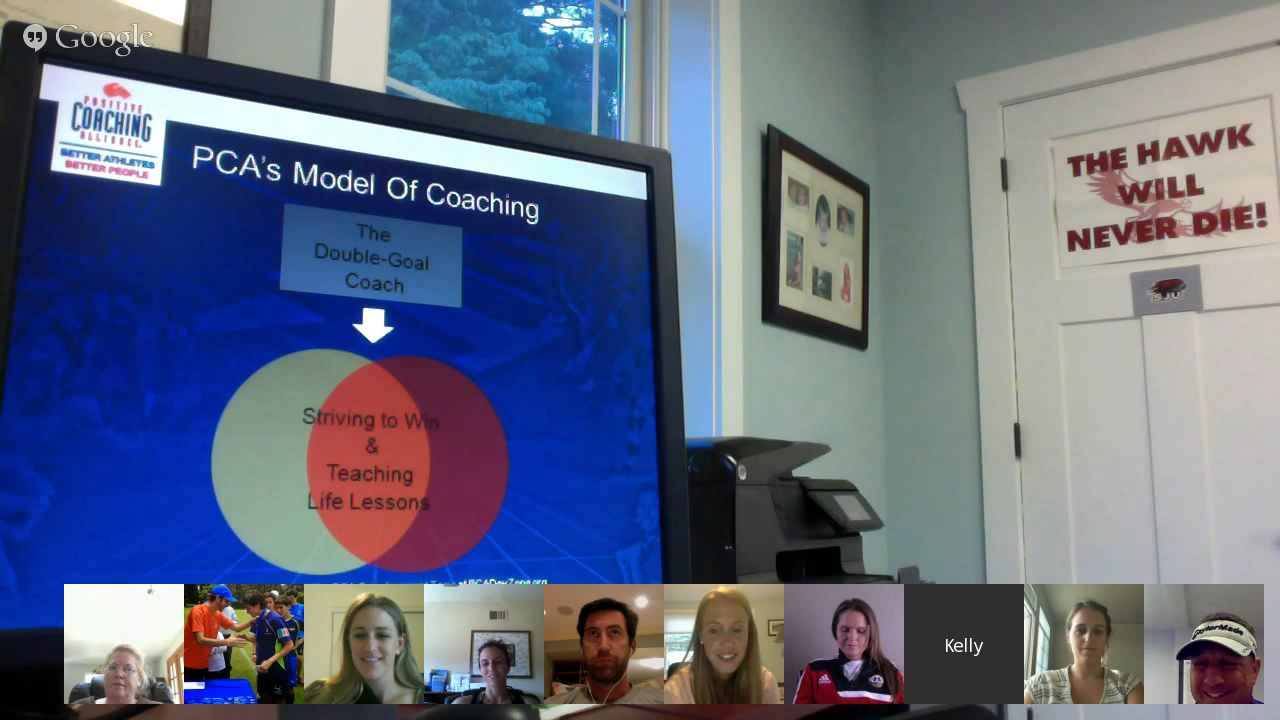 Google
POSITIVE
COACHING
ALLIANCE
BETTER ATHLETES
BETTER PEOPLE
PCA's Model Of Coaching
The
Double-Goal
Coach
Striving to Win
&
Teaching
Life Lessons
THE HAWK
WILL
NEVER DIE!
SJU
Kelly
TaylorMade